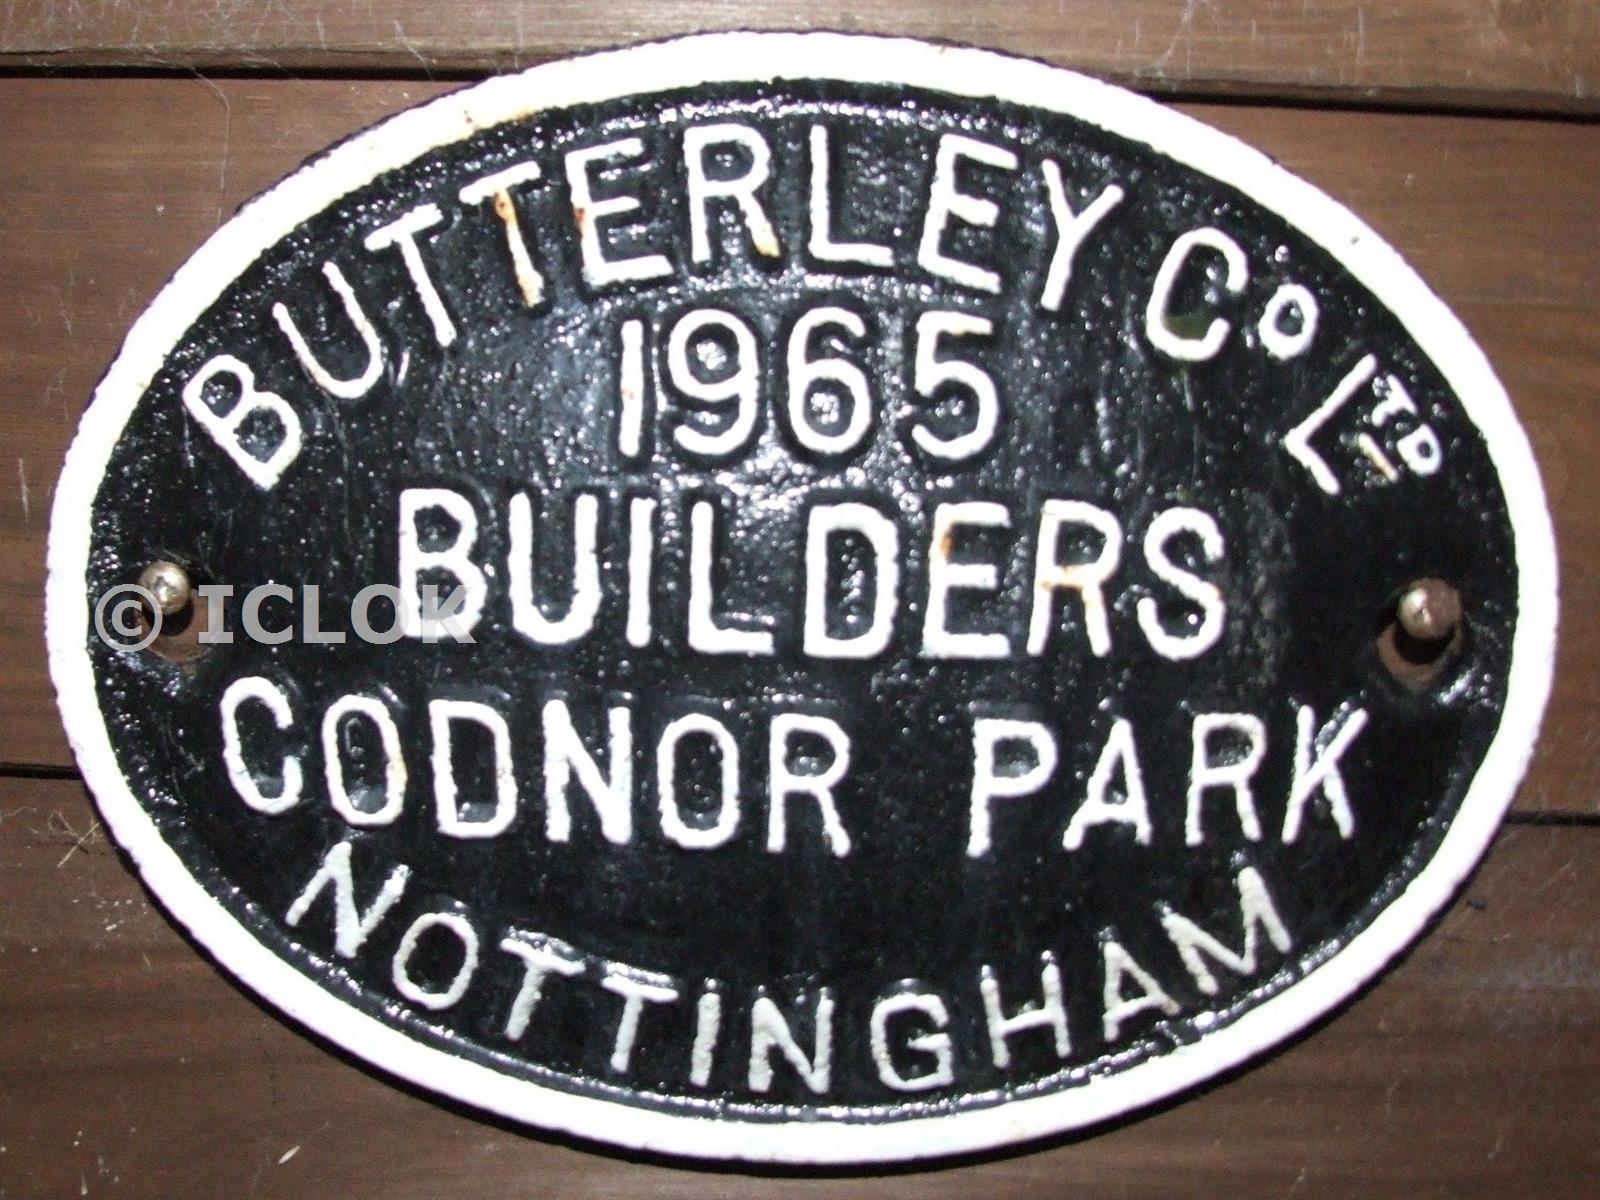 BUTTERLEY CO LTD
1965
BUILDERS
© ICLOK
CODNOR PARK
NOTTINGHAM